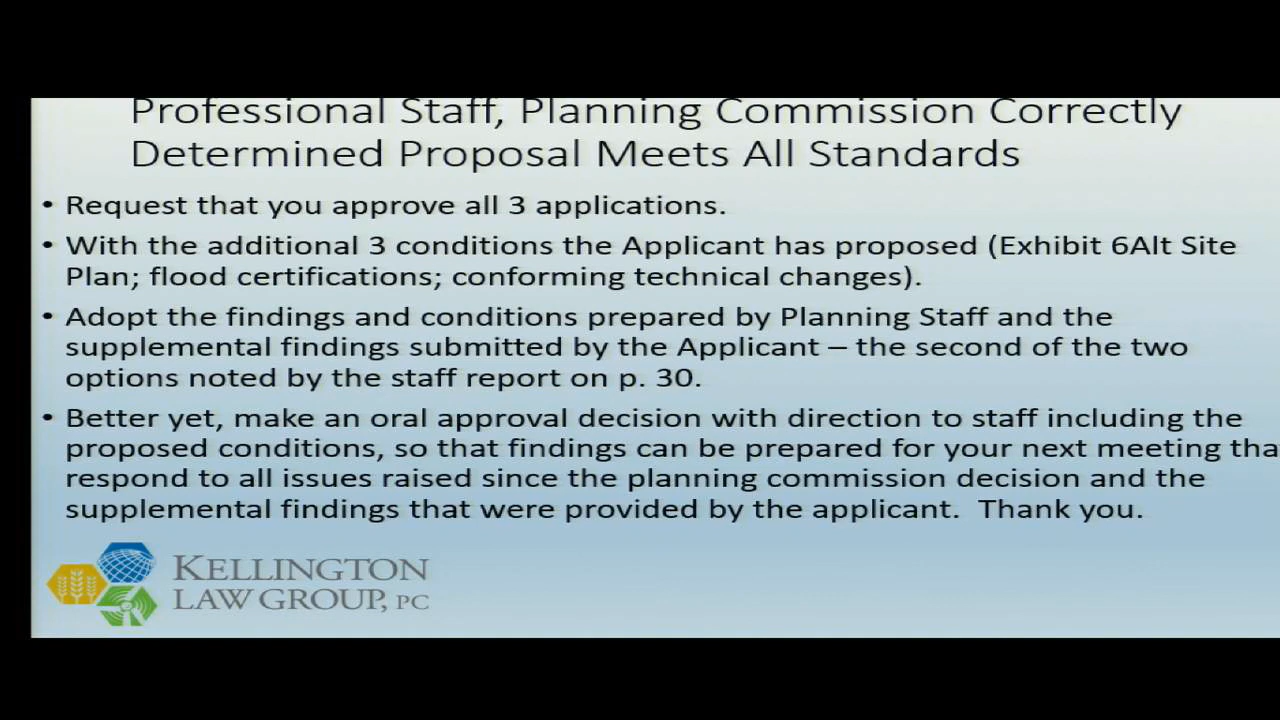 Professional Staff, Planning Commission Correctly
Determined Proposal Meets All Standards
• Request that you approve all 3 applications.
• With the additional 3 conditions the Applicant has proposed (Exhibit 6Alt Site
Plan; flood certifications; conforming technical changes).
• Adopt the findings and conditions prepared by Planning Staff and the
supplemental findings submitted by the Applicant – the second of the two
options noted by the staff report on p. 30.
• Better yet, make an oral approval decision with direction to staff including the
proposed conditions, so that findings can be prepared for your next meeting tha
respond to all issues raised since the planning commission decision and the
supplemental findings that were provided by the applicant.  Thank you.
KELLINGTON
LAW GROUP, PC